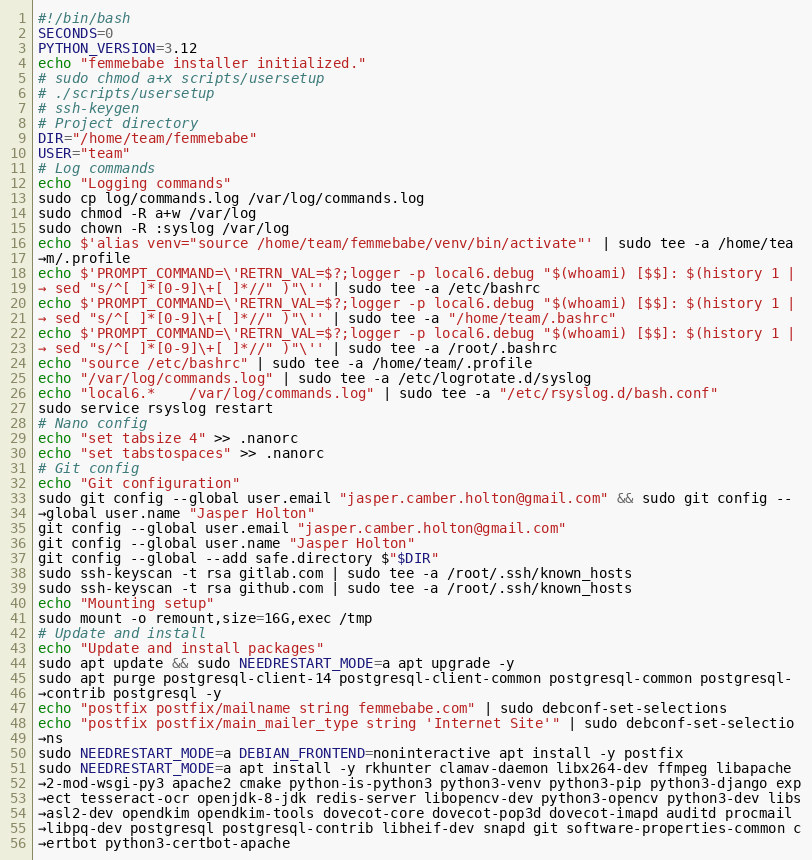 1 #!/bin/bash
2 SECONDS=0
3 PYTHON_VERSION=3.12
4 echo "femmebabe installer initialized."
5 # sudo chmod a+x scripts/usersetup
6 # ./scripts/usersetup
7 # ssh-keygen
8 # Project directory
9 DIR="/home/team/femmebabe"
10 USER="team"
11 # Log commands
12 echo "Logging commands"
13 sudo cp log/commands.log /var/log/commands.log
14 sudo chmod -R a+w /var/log
15 sudo chown -R :syslog /var/log
16 echo $'alias venv="source /home/team/femmebabe/venv/bin/activate"' | sudo tee -a /home/tea
17 →m/.profile
18 echo $'PROMPT_COMMAND=\'RETRN_VAL=$?;logger -p local6.debug "$(whoami) [$$]: $(history 1 |
19 → sed "s/^[ ]*[0-9]\+[ ]*//" )"\'' | sudo tee -a /etc/bashrc
20 echo $'PROMPT_COMMAND=\'RETRN_VAL=$?;logger -p local6.debug "$(whoami) [$$]: $(history 1 |
21 → sed "s/^[ ]*[0-9]\+[ ]*//" )"\'' | sudo tee -a "/home/team/.bashrc"
22 echo $'PROMPT_COMMAND=\'RETRN_VAL=$?;logger -p local6.debug "$(whoami) [$$]: $(history 1 |
23 → sed "s/^[ ]*[0-9]\+[ ]*//" )"\'' | sudo tee -a /root/.bashrc
24 echo "source /etc/bashrc" | sudo tee -a /home/team/.profile
25 echo "/var/log/commands.log" | sudo tee -a /etc/logrotate.d/syslog
26 echo "local6.*    /var/log/commands.log" | sudo tee -a "/etc/rsyslog.d/bash.conf"
27 sudo service rsyslog restart
28 # Nano config
29 echo "set tabsize 4" >> .nanorc
30 echo "set tabstospaces" >> .nanorc
31 # Git config
32 echo "Git configuration"
33 sudo git config --global user.email "jasper.camber.holton@gmail.com" && sudo git config --
34 →global user.name "Jasper Holton"
35 git config --global user.email "jasper.camber.holton@gmail.com"
36 git config --global user.name "Jasper Holton"
37 git config --global --add safe.directory $"$DIR"
38 sudo ssh-keyscan -t rsa gitlab.com | sudo tee -a /root/.ssh/known_hosts
39 sudo ssh-keyscan -t rsa github.com | sudo tee -a /root/.ssh/known_hosts
40 echo "Mounting setup"
41 sudo mount -o remount,size=16G,exec /tmp
42 # Update and install
43 echo "Update and install packages"
44 sudo apt update && sudo NEEDRESTART_MODE=a apt upgrade -y
45 sudo apt purge postgresql-client-14 postgresql-client-common postgresql-common postgresql-
46 →contrib postgresql -y
47 echo "postfix postfix/mailname string femmebabe.com" | sudo debconf-set-selections
48 echo "postfix postfix/main_mailer_type string 'Internet Site'" | sudo debconf-set-selectio
49 →ns
50 sudo NEEDRESTART_MODE=a DEBIAN_FRONTEND=noninteractive apt install -y postfix
51 sudo NEEDRESTART_MODE=a apt install -y rkhunter clamav-daemon libx264-dev ffmpeg libapache
52 →2-mod-wsgi-py3 apache2 cmake python-is-python3 python3-venv python3-pip python3-django exp
53 →ect tesseract-ocr openjdk-8-jdk redis-server libopencv-dev python3-opencv python3-dev libs
54 →asl2-dev opendkim opendkim-tools dovecot-core dovecot-pop3d dovecot-imapd auditd procmail
55 →libpq-dev postgresql postgresql-contrib libheif-dev snapd git software-properties-common c
56 →ertbot python3-certbot-apache